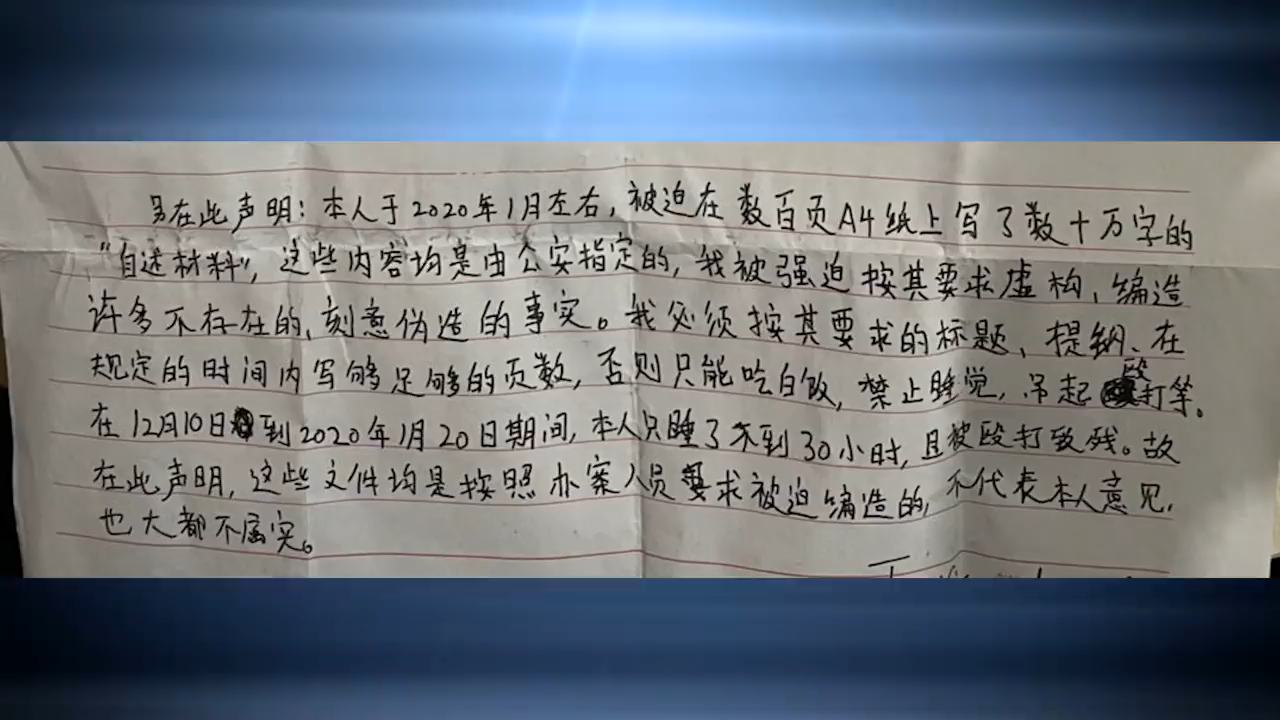 另在此声明：本人于2020年1月左右，被迫在数百页A4纸上写了数十万字的
“自述材料”，这些内容均是由公安指定的，我被强迫按其要求虚构、编造
许多不存在的、刻意伪造的事实。我必须按其要求的标题、提纲、在
规定的时间内写够足够的页数，否则只能吃白饭，禁止睡觉，吊起殴打等。
在12月10日到2020年1月20日期间，本人只睡了不到30小时，且被殴打致残。故
在此声明，这些文件均是按照办案人员要求被迫编造的，不代表本人意见，
也大都不属实。